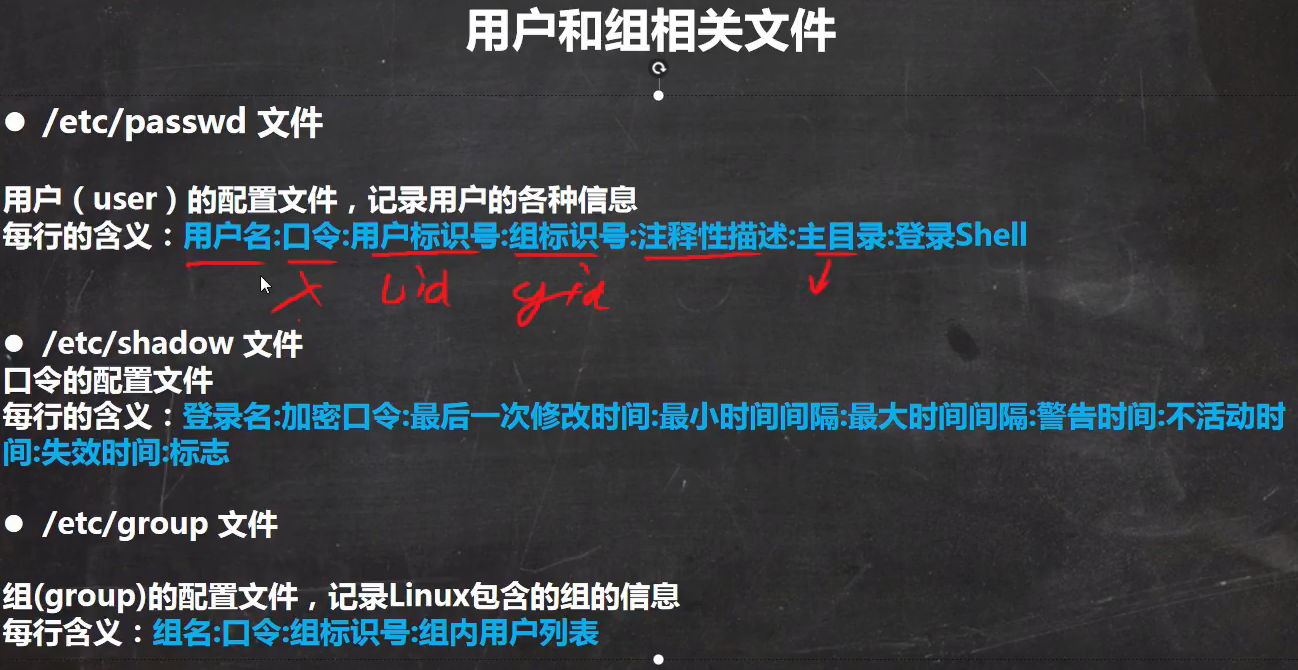 用户和组相关文件
● /etc/passwd 文件
用户（user）的配置文件，记录用户的各种信息
每行的含义：用户名:口令:用户标识号:组标识号:注释性描述:主目录:登录Shell
x uid gid
● /etc/shadow 文件
口令的配置文件
每行的含义：登录名:加密口令:最后一次修改时间:最小时间间隔:最大时间间隔:警告时间:不活动时
间:失效时间:标志
● /etc/group 文件
组(group)的配置文件，记录Linux包含的组的信息
每行含义：组名:口令:组标识号:组内用户列表